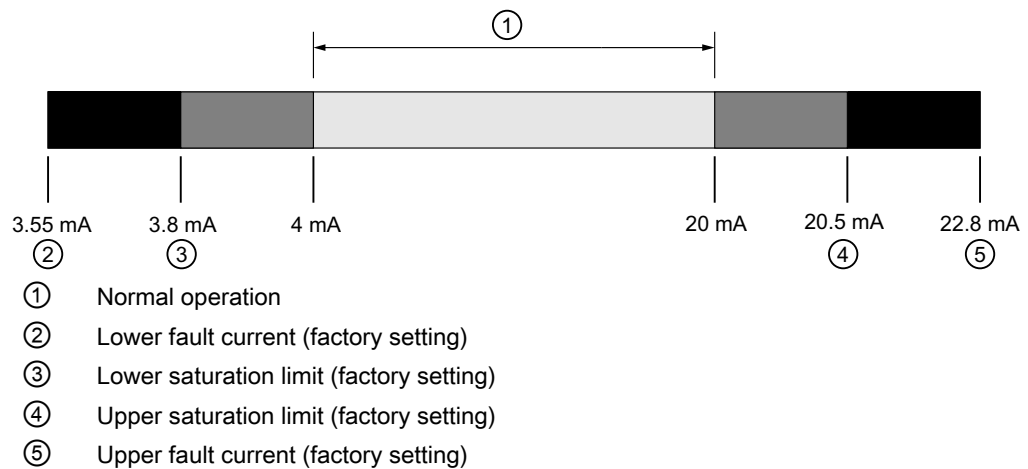 ①
3.55 mA 3.8 mA 4 mA 20 mA 20.5 mA 22.8 mA
② ③ ④ ⑤
① Normal operation
② Lower fault current (factory setting)
③ Lower saturation limit (factory setting)
④ Upper saturation limit (factory setting)
⑤ Upper fault current (factory setting)